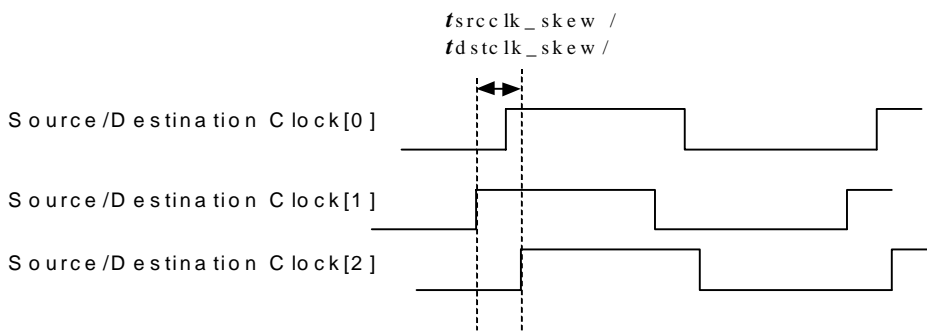 tsrcclk_skew /
tdstclk_skew/
Source/Destination Clock[0]
Source/Destination Clock[1]
Source/Destination Clock[2]